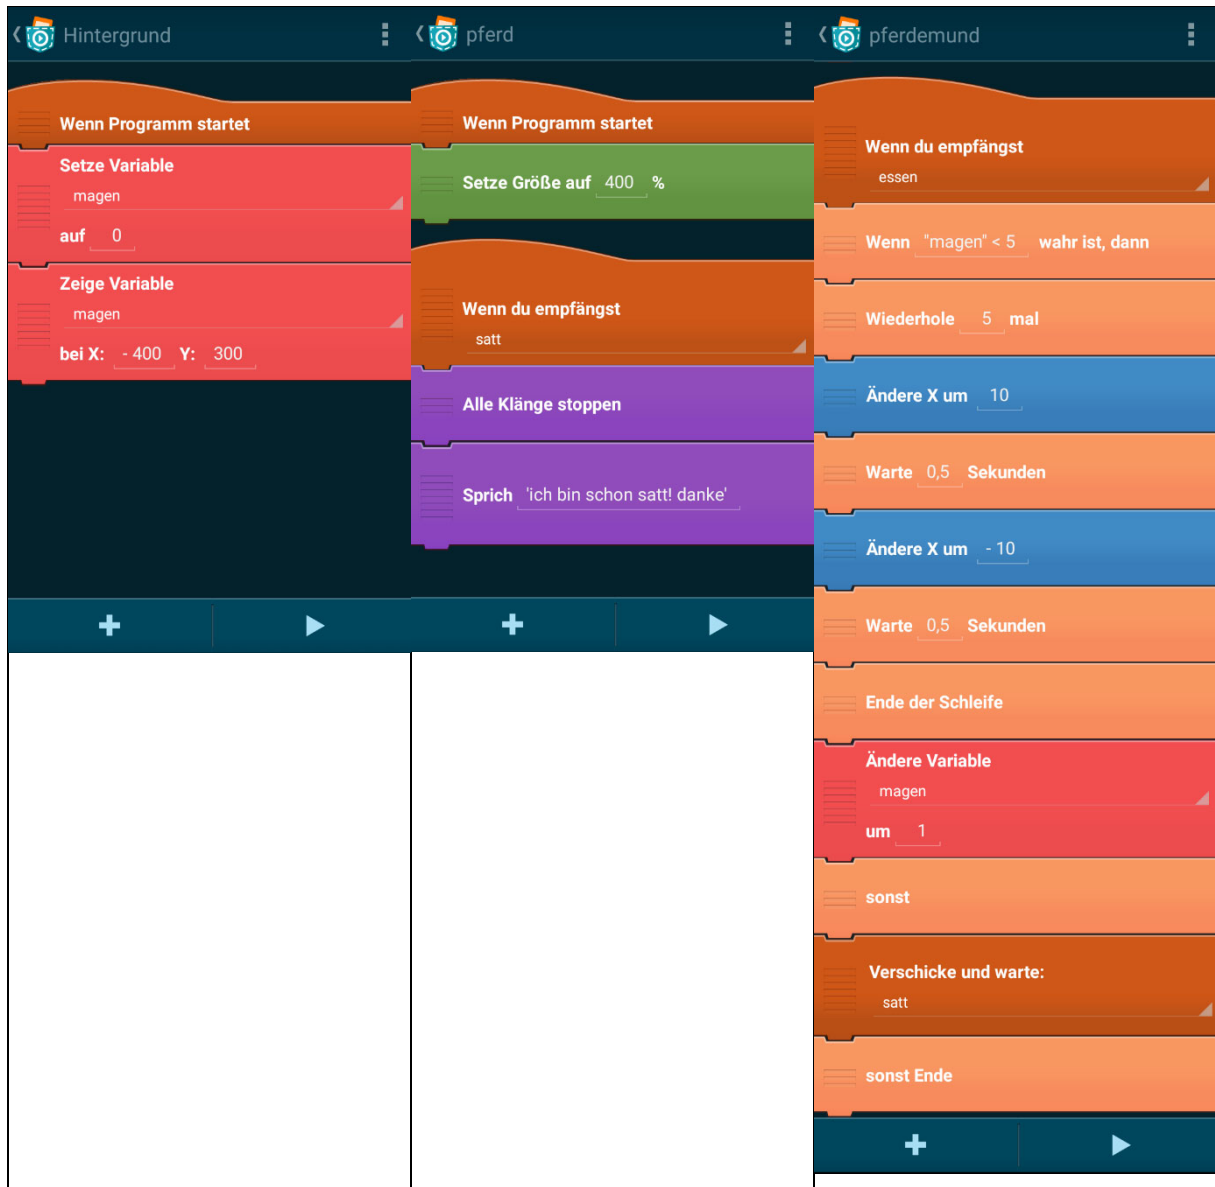 Hintergrund
Wenn Programm startet
Setze Variable
magen
auf 0
Zeige Variable
magen
bei X: - 400 Y: 300
pferd
Wenn Programm startet
Setze Größe auf 400 %
Wenn du empfängst
satt
Alle Klänge stoppen
Sprich 'ich bin schon satt! danke'
pferdemund
Wenn du empfängst
essen
Wenn "magen" < 5 wahr ist, dann
Wiederhole 5 mal
Ändere X um 10
Warte 0,5 Sekunden
Ändere X um - 10
Warte 0,5 Sekunden
Ende der Schleife
Ändere Variable
magen
um 1
sonst
Verschicke und warte:
satt
sonst Ende